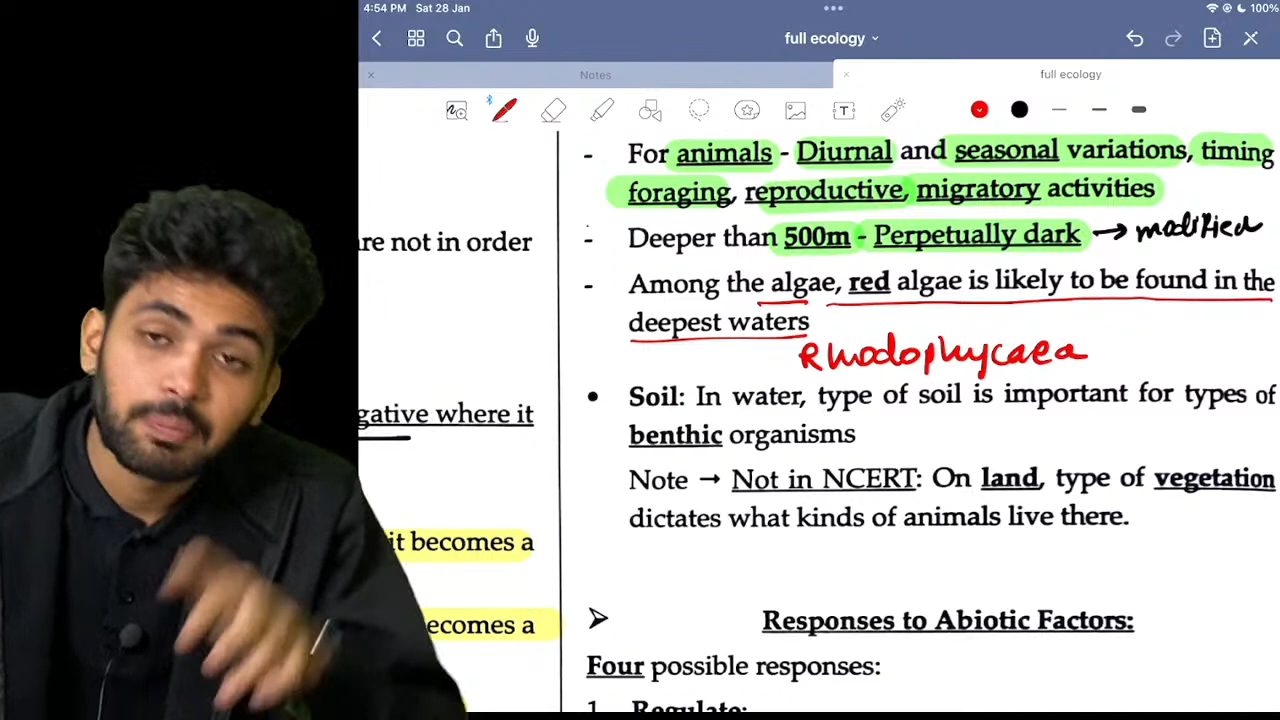 4:54 PM Sat 28 Jan
100%
full ecology
Notes
full ecology
T
- For animals - Diurnal and seasonal variations, timing
foraging, reproductive, migratory activities
- Deeper than 500m - Perpetually dark → modified
- Among the algae, red algae is likely to be found in the
deepest waters
Rhodophycaea
• Soil: In water, type of soil is important for types of
benthic organisms
Note → Not in NCERT: On land, type of vegetation
dictates what kinds of animals live there.
➢ Responses to Abiotic Factors:
Four possible responses:
1. Regulate:
re not in order
gative where it
it becomes a
ecomes a